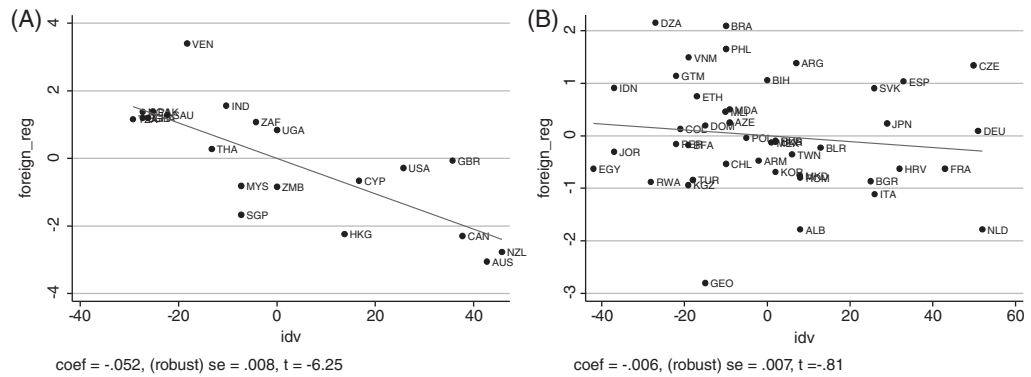 (A)
4
2
0
-2
-4
foreign_reg
VEN
SAU
IND
ZAF
UGA
THA
MYS
ZMB
SGP
HKG
CYP
USA
GBR
CAN
NZL
AUS
-40 -20 0 20 40
idv
coef = -.052, (robust) se = .008, t = -6.25
(B)
2
1
0
-1
-2
-3
foreign_reg
DZA
BRA
PHL
VNM
ARG
CZE
GTM
BIH
ESP
IDN
SVK
ETH
MDA
AZE
JPN
DOM
COL
DEU
POL
BLR
JOR
TWN
ARM
CHL
EGY
KOR
HRV
FRA
RWA
TUR
KGZ
BGR
ITA
ALB
NLD
GEO
-40 -20 0 20 40 60
idv
coef = -.006, (robust) se = .007, t =-.81